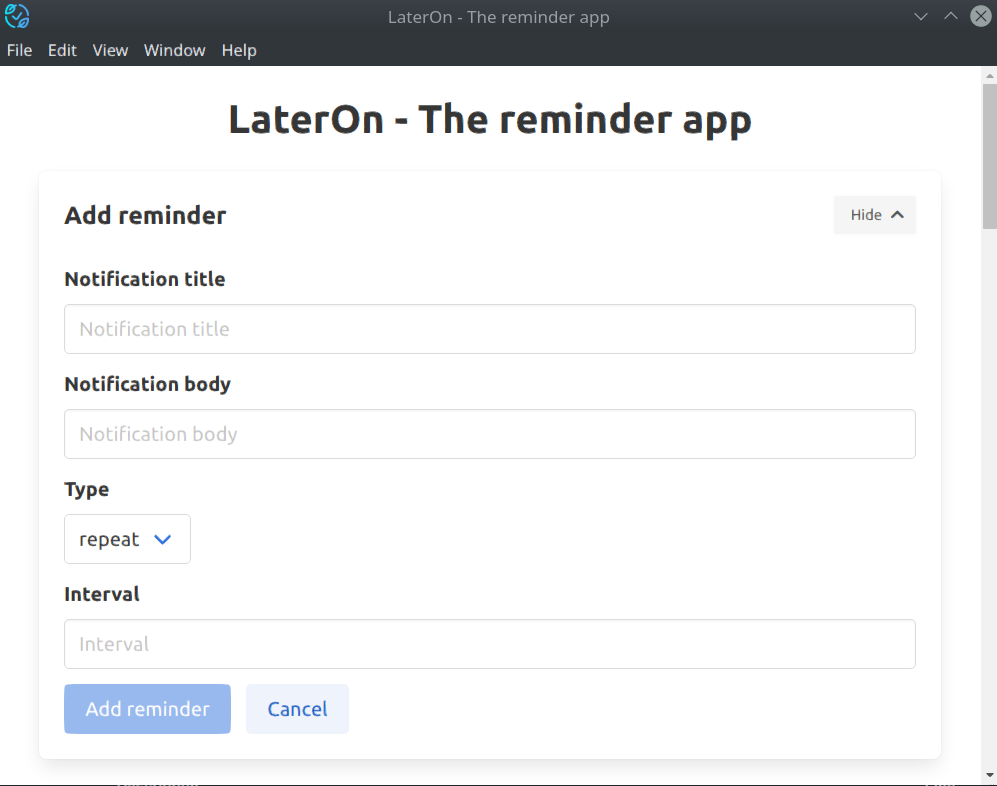 LaterOn - The reminder app
File Edit View Window Help
LaterOn - The reminder app
Add reminder
Hide
Notification title
Notification title
Notification body
Notification body
Type
repeat
Interval
Interval
Add reminder Cancel